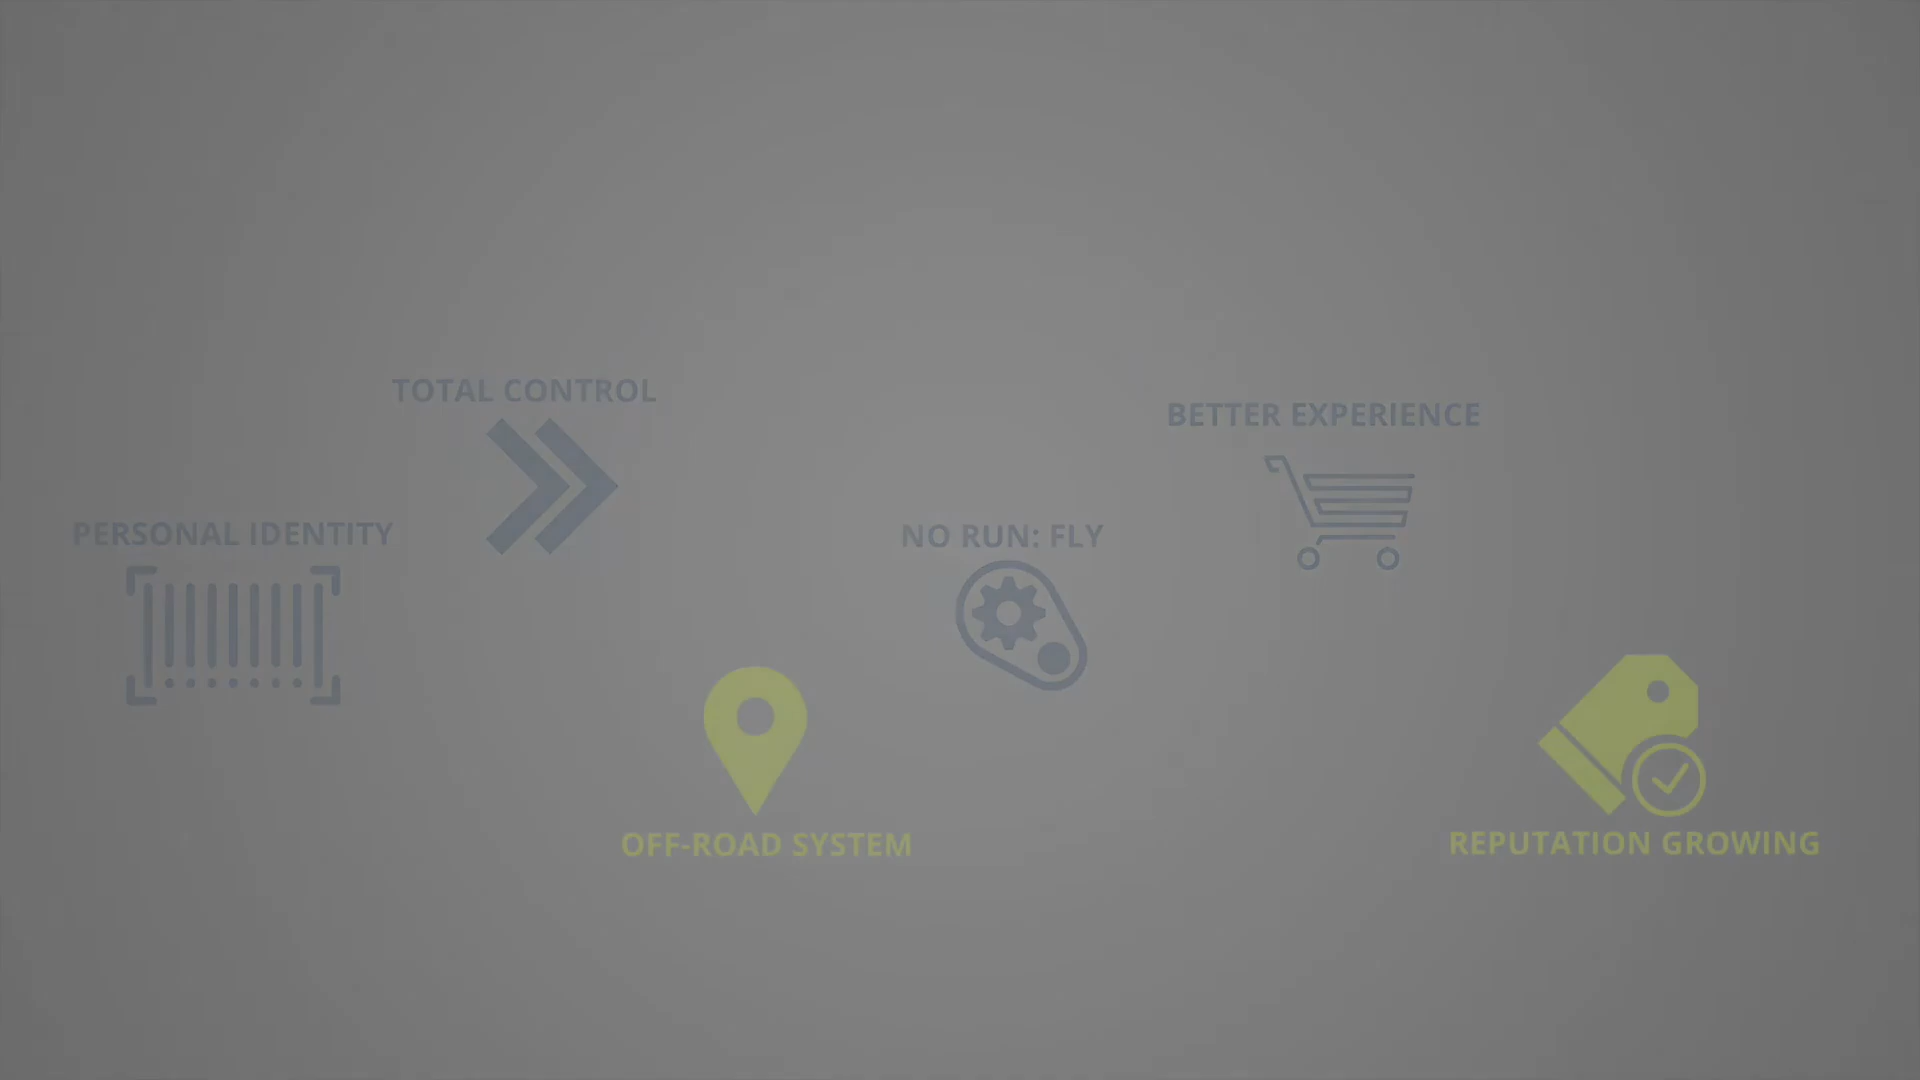 TOTAL CONTROL
BETTER EXPERIENCE
PERSONAL IDENTITY
NO RUN: FLY
OFF-ROAD SYSTEM
REPUTATION GROWING